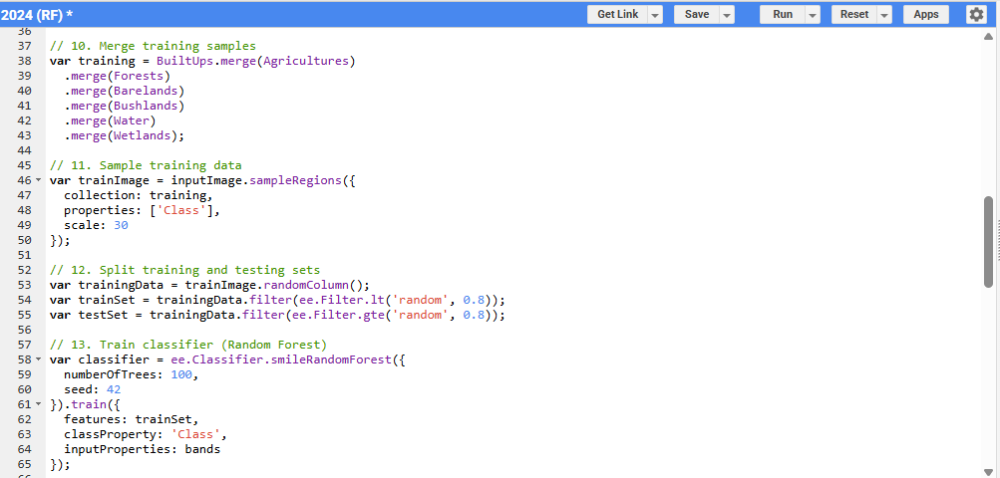 2024 (RF) *
Get Link
Save
Run
Reset
Apps
36
37 // 10. Merge training samples
38 var training = BuiltUps.merge(Agricultures)
39   .merge(Forests)
40   .merge(Barelands)
41   .merge(Bushlands)
42   .merge(Water)
43   .merge(Wetlands);
44
45 // 11. Sample training data
46 var trainImage = inputImage.sampleRegions({
47   collection: training,
48   properties: ['Class'],
49   scale: 30
50 });
51
52 // 12. Split training and testing sets
53 var trainingData = trainImage.randomColumn();
54 var trainSet = trainingData.filter(ee.Filter.lt('random', 0.8));
55 var testSet = trainingData.filter(ee.Filter.gte('random', 0.8));
56
57 // 13. Train classifier (Random Forest)
58 var classifier = ee.Classifier.smileRandomForest({
59   numberOfTrees: 100,
60   seed: 42
61 }).train({
62   features: trainSet,
63   classProperty: 'Class',
64   inputProperties: bands
65 });
66